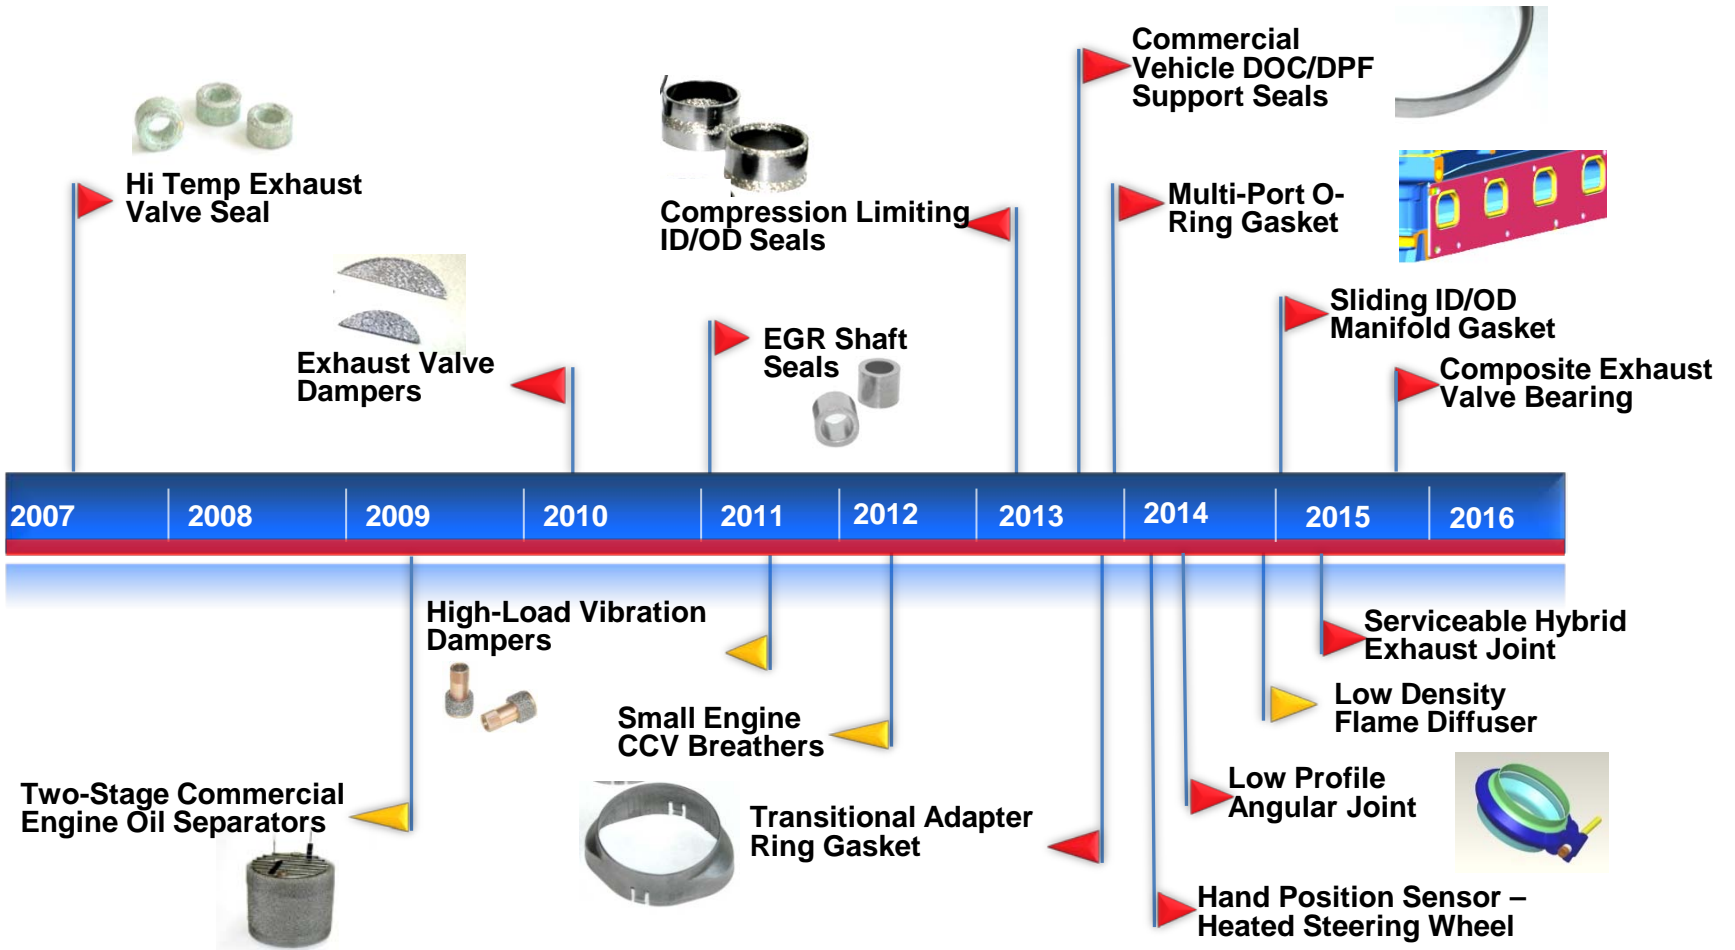 Commercial
Vehicle DOC/DPF
Support Seals
Hi Temp Exhaust
Valve Seal
Compression Limiting
ID/OD Seals
Multi-Port O-
Ring Gasket
Exhaust Valve
Dampers
EGR Shaft
Seals
Sliding ID/OD
Manifold Gasket
Composite Exhaust
Valve Bearing
2007
2008
2009
2010
2011
2012
2013
2014
2015
2016
High-Load Vibration
Dampers
Serviceable Hybrid
Exhaust Joint
Small Engine
CCV Breathers
Low Density
Flame Diffuser
Two-Stage Commercial
Engine Oil Separators
Transitional Adapter
Ring Gasket
Low Profile
Angular Joint
Hand Position Sensor –
Heated Steering Wheel